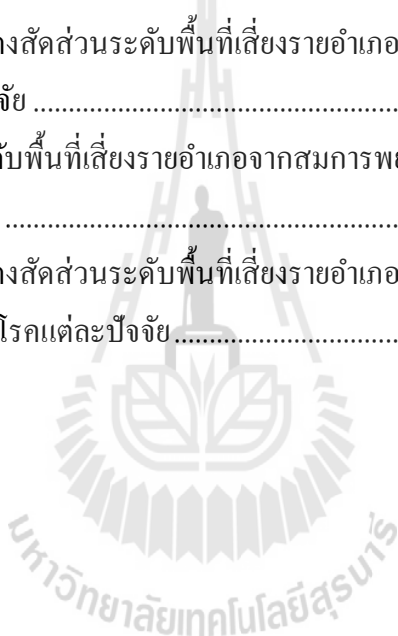 างสัดส่วนระดับพื้นที่เสี่ยงรายอำเภอ
จัย ........................................................
ับพื้นที่เสี่ยงรายอำเภอจากสมการพย
........................................................
างสัดส่วนระดับพื้นที่เสี่ยงรายอำเภอ
โรคแต่ละปัจจัย ................................
มหาวิทยาลัยเทคโนโลยีสุรนารี